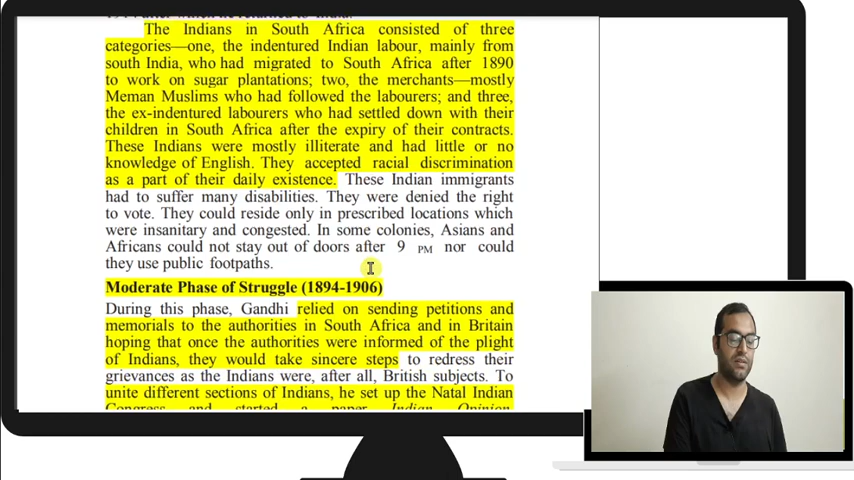 The Indians in South Africa consisted of three
categories—one, the indentured Indian labour, mainly from
south India, who had migrated to South Africa after 1890
to work on sugar plantations; two, the merchants—mostly
Meman Muslims who had followed the labourers; and three,
the ex-indentured labourers who had settled down with their
children in South Africa after the expiry of their contracts.
These Indians were mostly illiterate and had little or no
knowledge of English. They accepted racial discrimination
as a part of their daily existence. These Indian immigrants
had to suffer many disabilities. They were denied the right
to vote. They could reside only in prescribed locations which
were insanitary and congested. In some colonies, Asians and
Africans could not stay out of doors after 9 PM nor could
they use public footpaths.
Moderate Phase of Struggle (1894-1906)
During this phase, Gandhi relied on sending petitions and
memorials to the authorities in South Africa and in Britain
hoping that once the authorities were informed of the plight
of Indians, they would take sincere steps to redress their
grievances as the Indians were, after all, British subjects. To
unite different sections of Indians, he set up the Natal Indian
Congress and started a paper Indian Opinion.